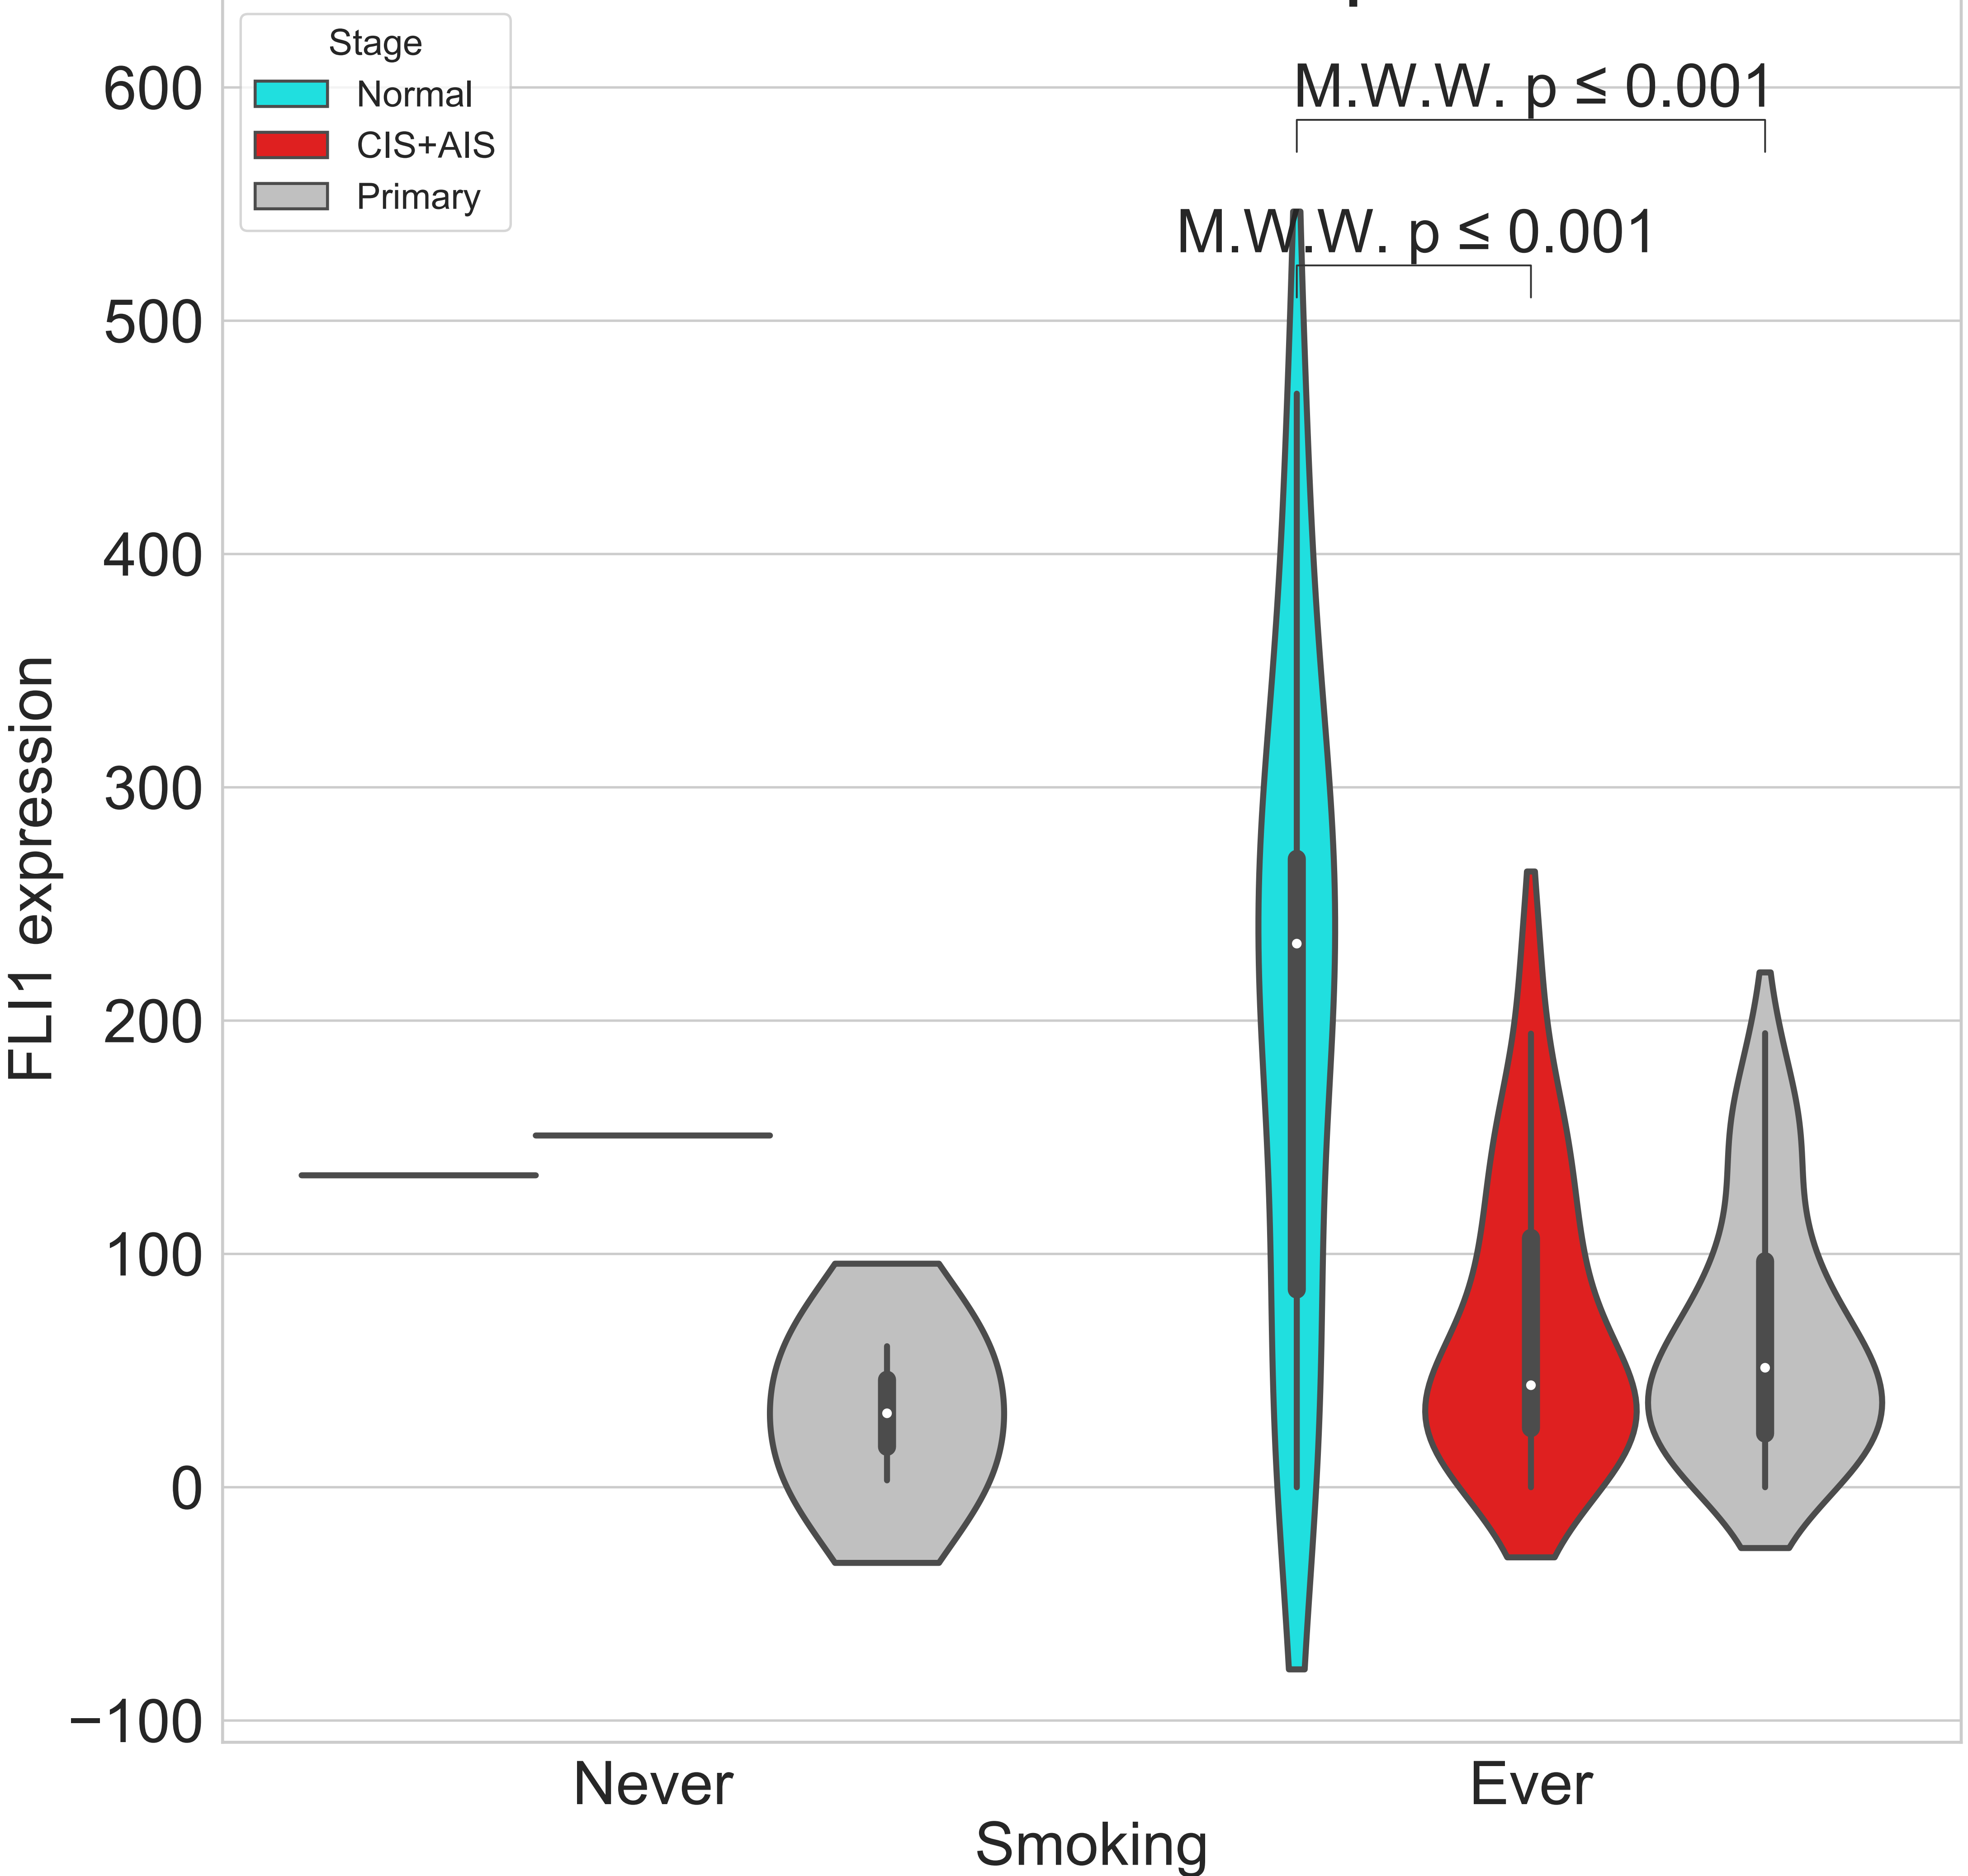 Stage
Normal
CIS+AIS
Primary
M.W.W. p ≤ 0.001
M.W.W. p ≤ 0.001
600
500
400
300
200
100
0
−100
FLI1 expression
Never
Ever
Smoking